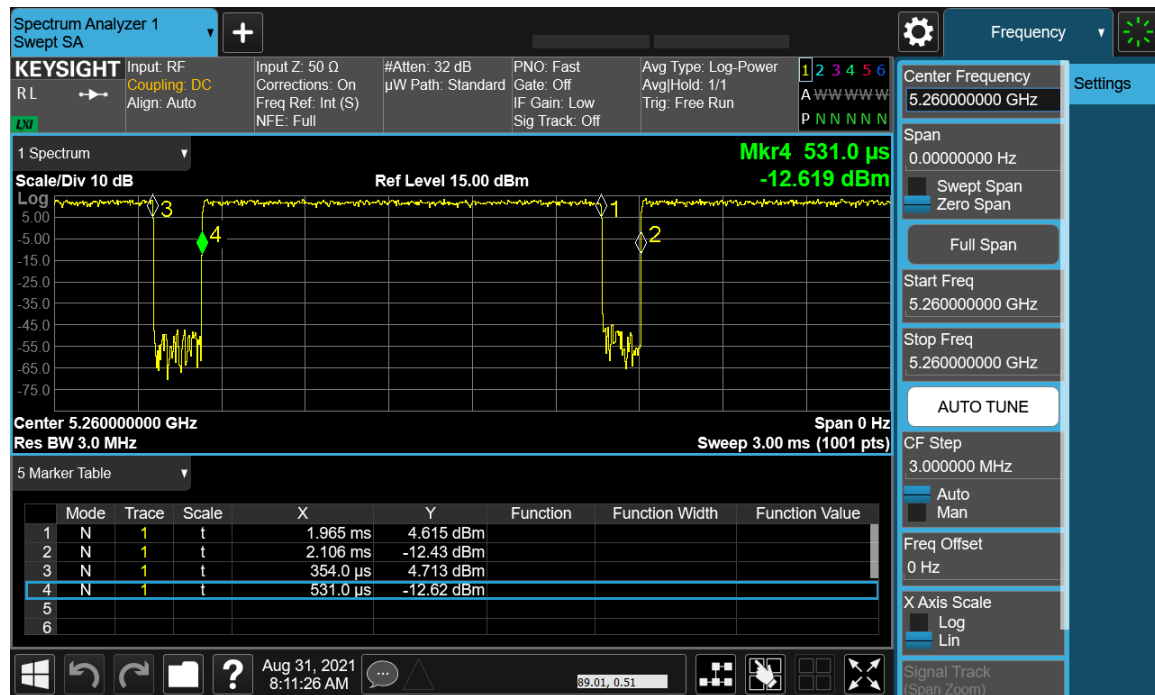 Spectrum Analyzer 1
Swept SA
Frequency
KEYSIGHT
R L
LXI
Input: RF
Coupling: DC
Align: Auto
Input Z: 50 Ω
Corrections: On
Freq Ref: Int (S)
NFE: Full
#Atten: 32 dB
µW Path: Standard
PNO: Fast
Gate: Off
IF Gain: Low
Sig Track: Off
Avg Type: Log-Power
Avg|Hold: 1/1
Trig: Free Run
1 2 3 4 5 6
A W W W W W W
P N N N N N
1 Spectrum
Mkr4 531.0 µs
-12.619 dBm
Scale/Div 10 dB
Ref Level 15.00 dBm
Log
5.00
-5.00
-15.0
-25.0
-35.0
-45.0
-55.0
-65.0
-75.0
3
4
1
2
Center 5.260000000 GHz
Span 0 Hz
Res BW 3.0 MHz
Sweep 3.00 ms (1001 pts)
5 Marker Table
Mode Trace Scale X Y Function Function Width Function Value
1 N 1 t 1.965 ms 4.615 dBm
2 N 1 t 2.106 ms -12.43 dBm
3 N 1 t 354.0 µs 4.713 dBm
4 N 1 t 531.0 µs -12.62 dBm
5
6
?
Aug 31, 2021
8:11:26 AM
89.01, 0.51
Center Frequency
5.260000000 GHz
Span
0.00000000 Hz
Swept Span
Zero Span
Full Span
Start Freq
5.260000000 GHz
Stop Freq
5.260000000 GHz
AUTO TUNE
CF Step
3.000000 MHz
Auto
Man
Freq Offset
0 Hz
X Axis Scale
Log
Lin
Signal Track
(Span Zoom)
Settings